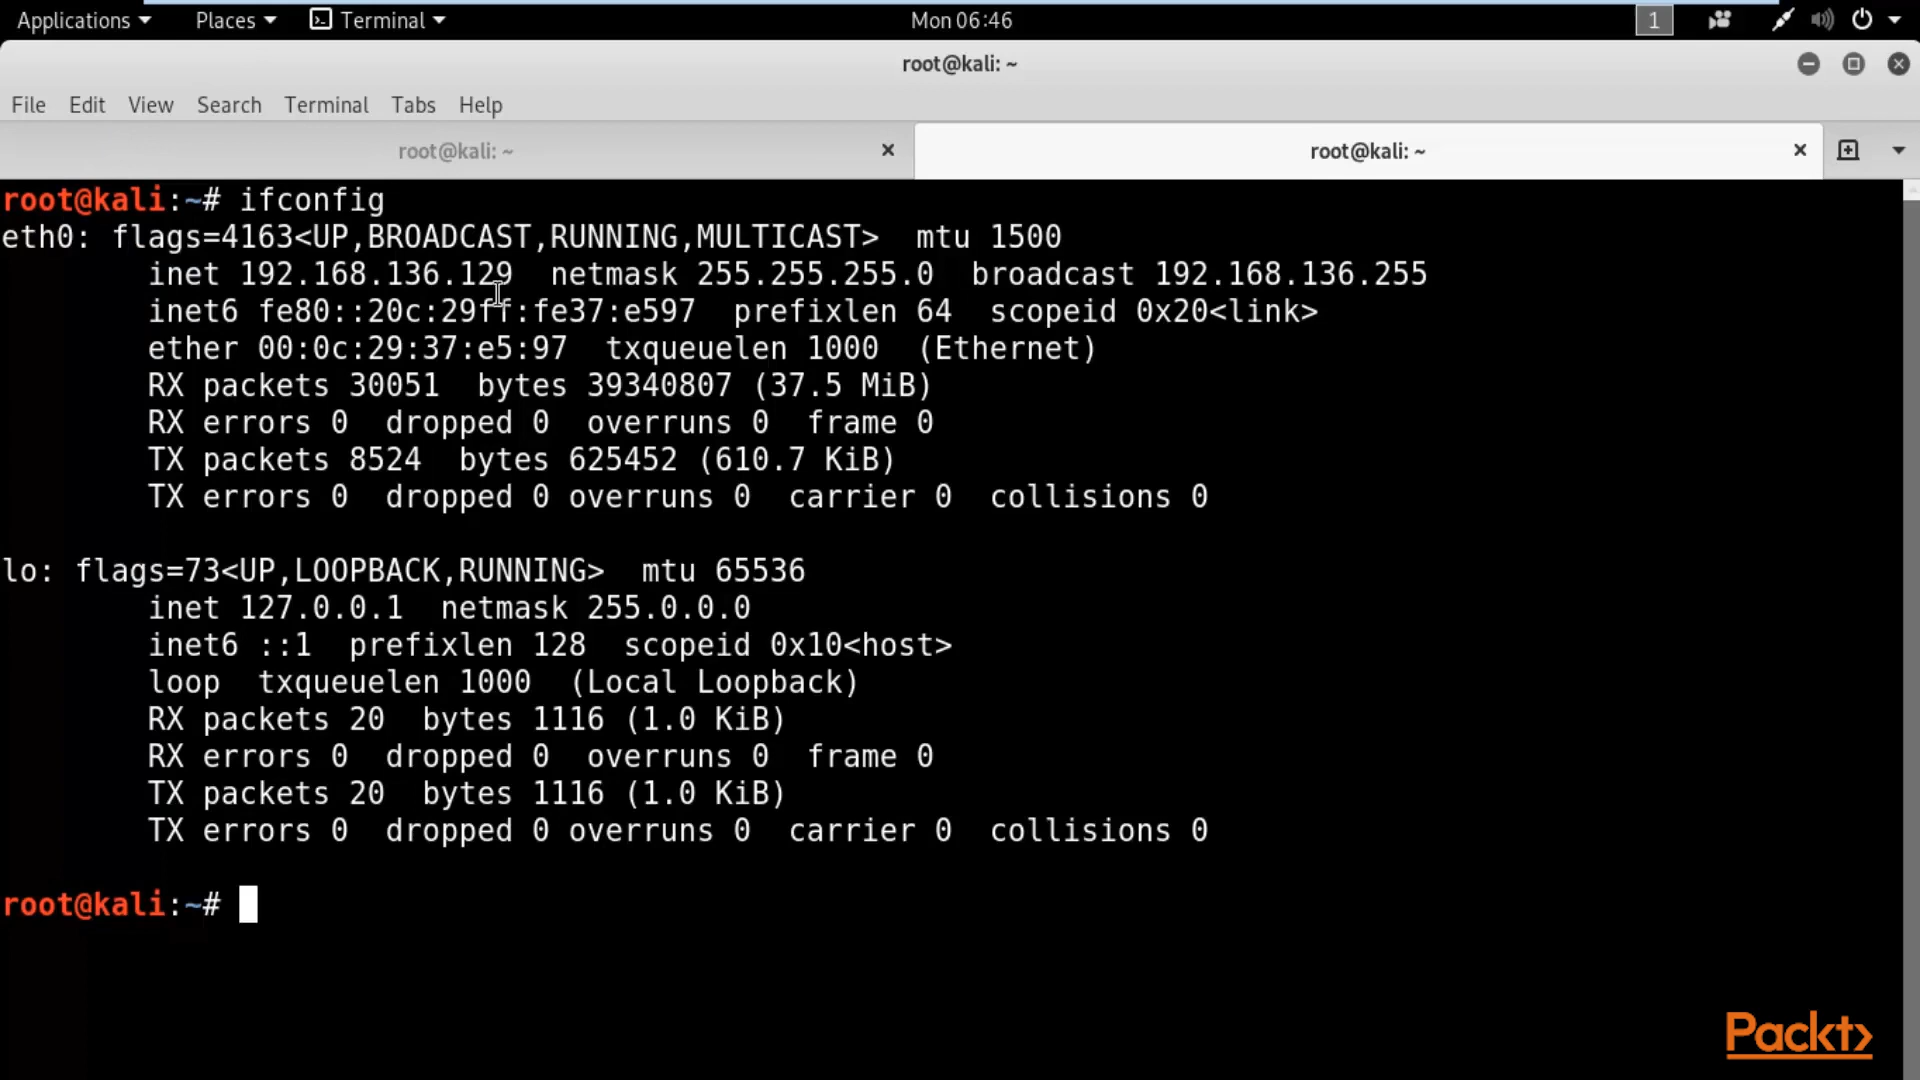 Applications Places Terminal Mon 06:46 1
root@kali: ~
File Edit View Search Terminal Tabs Help
root@kali: ~ root@kali: ~
root@kali:~# ifconfig
eth0: flags=4163<UP,BROADCAST,RUNNING,MULTICAST>  mtu 1500
        inet 192.168.136.129  netmask 255.255.255.0  broadcast 192.168.136.255
        inet6 fe80::20c:29ff:fe37:e597  prefixlen 64  scopeid 0x20<link>
        ether 00:0c:29:37:e5:97  txqueuelen 1000  (Ethernet)
        RX packets 30051  bytes 39340807 (37.5 MiB)
        RX errors 0  dropped 0  overruns 0  frame 0
        TX packets 8524  bytes 625452 (610.7 KiB)
        TX errors 0  dropped 0 overruns 0  carrier 0  collisions 0
lo: flags=73<UP,LOOPBACK,RUNNING>  mtu 65536
        inet 127.0.0.1  netmask 255.0.0.0
        inet6 ::1  prefixlen 128  scopeid 0x10<host>
        loop  txqueuelen 1000  (Local Loopback)
        RX packets 20  bytes 1116 (1.0 KiB)
        RX errors 0  dropped 0  overruns 0  frame 0
        TX packets 20  bytes 1116 (1.0 KiB)
        TX errors 0  dropped 0 overruns 0  carrier 0  collisions 0
root@kali:~#
Packt>